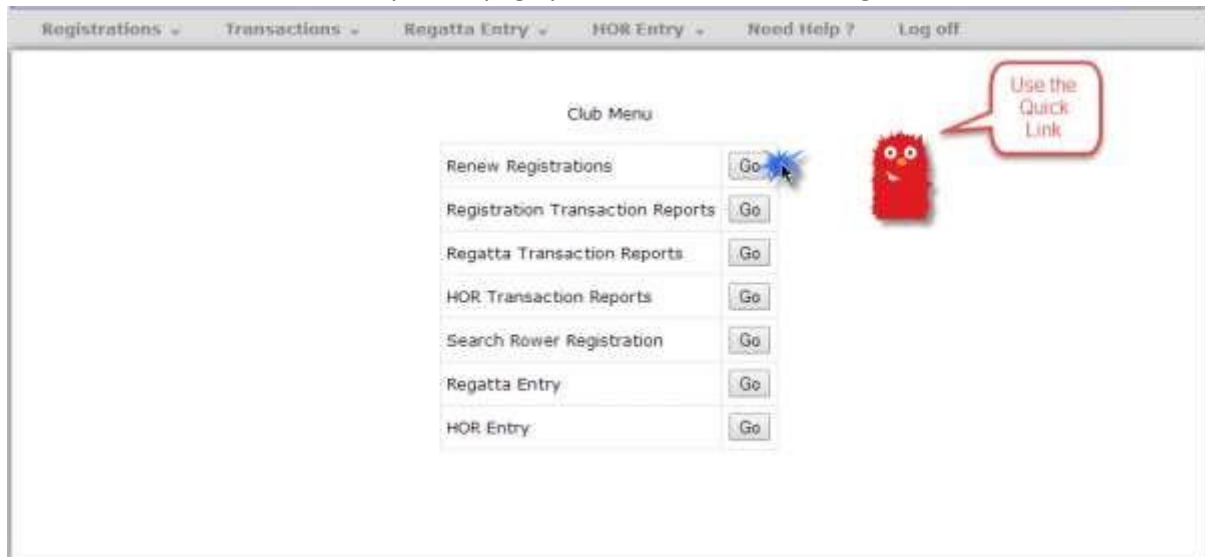 Registrations Transactions Regatta Entry HOR Entry Need Help ? Log off
Use the
Quick
Link
Club Menu
Renew Registrations Go
Registration Transaction Reports Go
Regatta Transaction Reports Go
HOR Transaction Reports Go
Search Rower Registration Go
Regatta Entry Go
HOR Entry Go